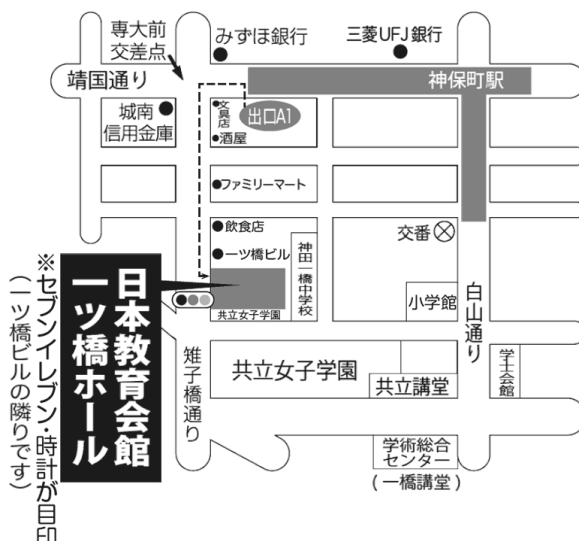 専大前
交差点
みずほ銀行
三菱UFJ銀行
靖国通り
神保町駅
城南
信用金庫
文具店
出口A1
酒屋
ファミリーマート
飲食店
一ツ橋ビル
神田一橋中学校
交番
小学館
白山通り
共立女子学園
日本教育会館
一ツ橋ホール
※セブンイレブン・時計が目印
(一ツ橋ビルの隣りです)
雉子橋通り
共立女子学園
共立講堂
学士会館
学術総合
センター
(一橋講堂)